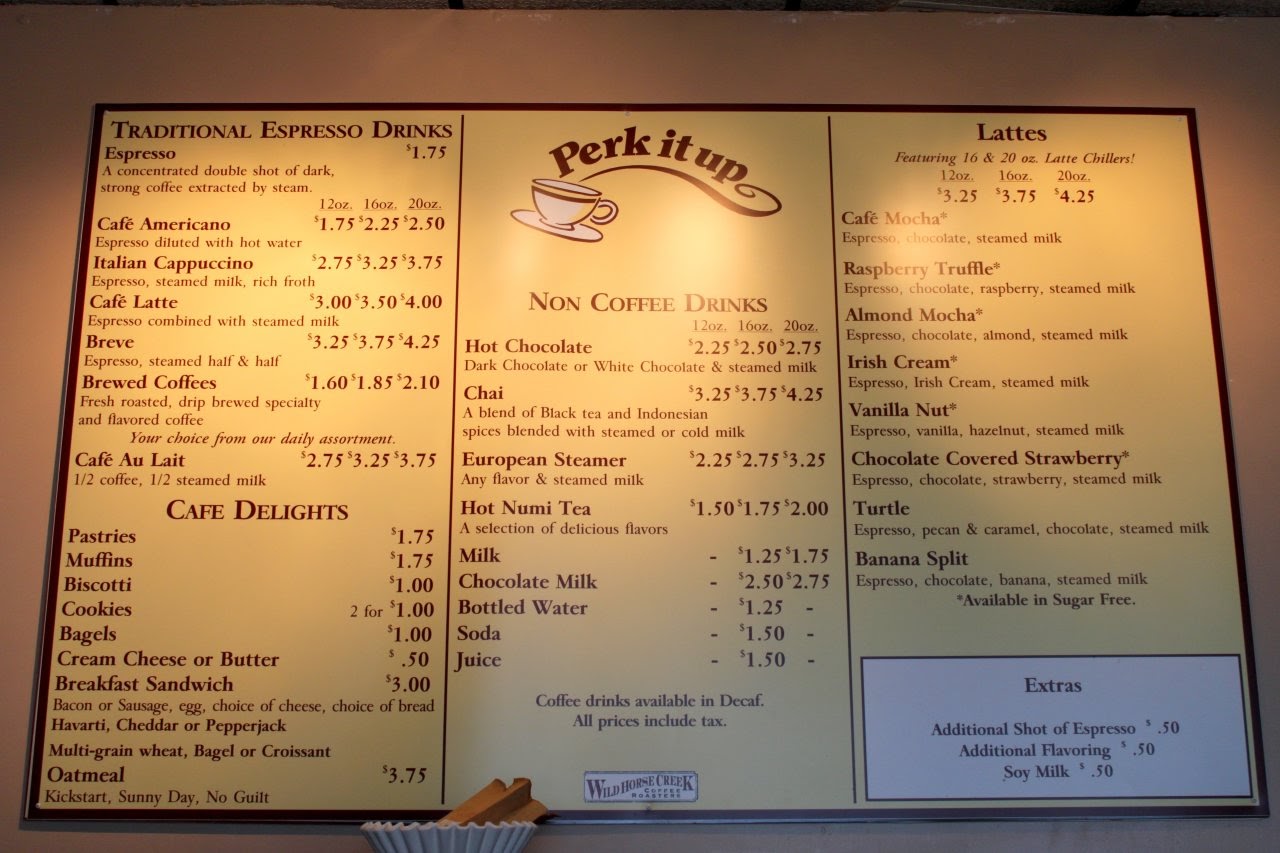 TRADITIONAL ESPRESSO DRINKS
Espresso $1.75
A concentrated double shot of dark,
strong coffee extracted by steam.
12oz. 16oz. 20oz.
Café Americano $1.75 $2.25 $2.50
Espresso diluted with hot water
Italian Cappuccino $2.75 $3.25 $3.75
Espresso, steamed milk, rich froth
Café Latte $3.00 $3.50 $4.00
Espresso combined with steamed milk
Breve $3.25 $3.75 $4.25
Espresso, steamed half & half
Brewed Coffees $1.60 $1.85 $2.10
Fresh roasted, drip brewed specialty
and flavored coffee
Your choice from our daily assortment.
Café Au Lait $2.75 $3.25 $3.75
1/2 coffee, 1/2 steamed milk
CAFE DELIGHTS
Pastries $1.75
Muffins $1.75
Biscotti $1.00
Cookies 2 for $1.00
Bagels $1.00
Cream Cheese or Butter $ .50
Breakfast Sandwich $3.00
Bacon or Sausage, egg, choice of cheese, choice of bread
Havarti, Cheddar or Pepperjack
Multi-grain wheat, Bagel or Croissant
Oatmeal $3.75
Kickstart, Sunny Day, No Guilt
Perk it up
NON COFFEE DRINKS
12oz. 16oz. 20oz.
Hot Chocolate $2.25 $2.50 $2.75
Dark Chocolate or White Chocolate & steamed milk
Chai $3.25 $3.75 $4.25
A blend of Black tea and Indonesian
spices blended with steamed or cold milk
European Steamer $2.25 $2.75 $3.25
Any flavor & steamed milk
Hot Numi Tea $1.50 $1.75 $2.00
A selection of delicious flavors
Milk - $1.25 $1.75
Chocolate Milk - $2.50 $2.75
Bottled Water - $1.25 -
Soda - $1.50 -
Juice - $1.50 -
Coffee drinks available in Decaf.
All prices include tax.
WILD HORSE CREEK
COFFEE
ROASTERS
Lattes
Featuring 16 & 20 oz. Latte Chillers!
12oz. 16oz. 20oz.
$3.25 $3.75 $4.25
Café Mocha*
Espresso, chocolate, steamed milk
Raspberry Truffle*
Espresso, chocolate, raspberry, steamed milk
Almond Mocha*
Espresso, chocolate, almond, steamed milk
Irish Cream*
Espresso, Irish Cream, steamed milk
Vanilla Nut*
Espresso, vanilla, hazelnut, steamed milk
Chocolate Covered Strawberry*
Espresso, chocolate, strawberry, steamed milk
Turtle
Espresso, pecan & caramel, chocolate, steamed milk
Banana Split
Espresso, chocolate, banana, steamed milk
*Available in Sugar Free.
Extras
Additional Shot of Espresso $ .50
Additional Flavoring $ .50
Soy Milk $ .50